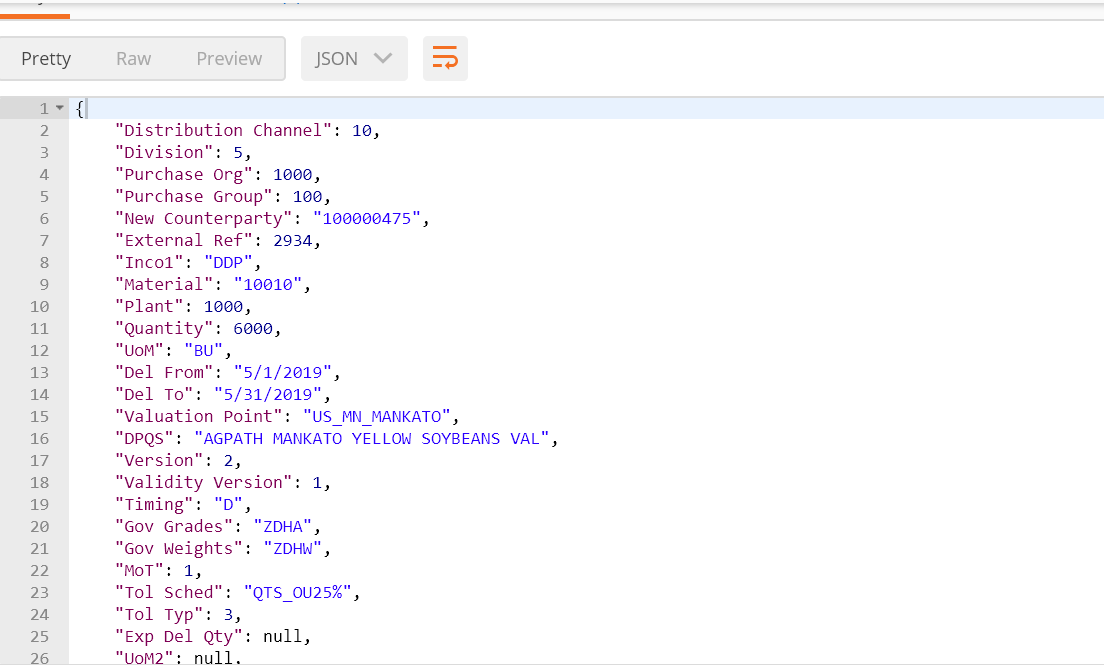 Pretty Raw Preview JSON
1 {
2 "Distribution Channel": 10,
3 "Division": 5,
4 "Purchase Org": 1000,
5 "Purchase Group": 100,
6 "New Counterparty": "100000475",
7 "External Ref": 2934,
8 "Inco1": "DDP",
9 "Material": "10010",
10 "Plant": 1000,
11 "Quantity": 6000,
12 "UoM": "BU",
13 "Del From": "5/1/2019",
14 "Del To": "5/31/2019",
15 "Valuation Point": "US_MN_MANKATO",
16 "DPQS": "AGPATH MANKATO YELLOW SOYBEANS VAL",
17 "Version": 2,
18 "Validity Version": 1,
19 "Timing": "D",
20 "Gov Grades": "ZDHA",
21 "Gov Weights": "ZDHW",
22 "MoT": 1,
23 "Tol Sched": "QTS_OU25%",
24 "Tol Typ": 3,
25 "Exp Del Qty": null,
26 "UoM2": null,